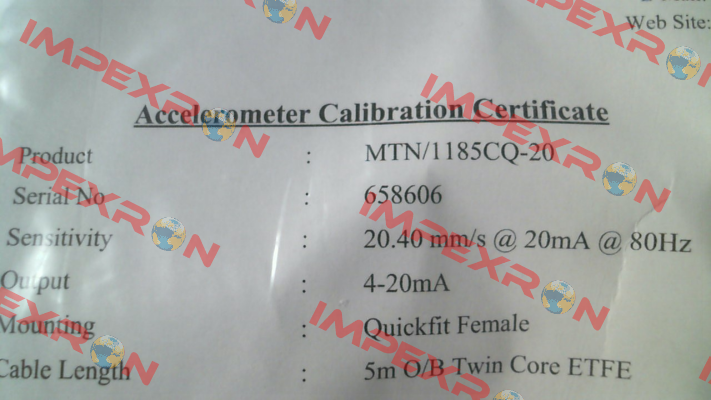 Web Site:
Accelerometer Calibration Certificate
Product : MTN/1185CQ-20
Serial No : 658606
Sensitivity : 20.40 mm/s @ 20mA @ 80Hz
Output : 4-20mA
Mounting : Quickfit Female
Cable Length : 5m O/B Twin Core ETFE
IMPEXRON
IMPEXRON
IMPEXRON
IMPEXRON
IMPEXRON
IMPEXRON
IMPEXRON